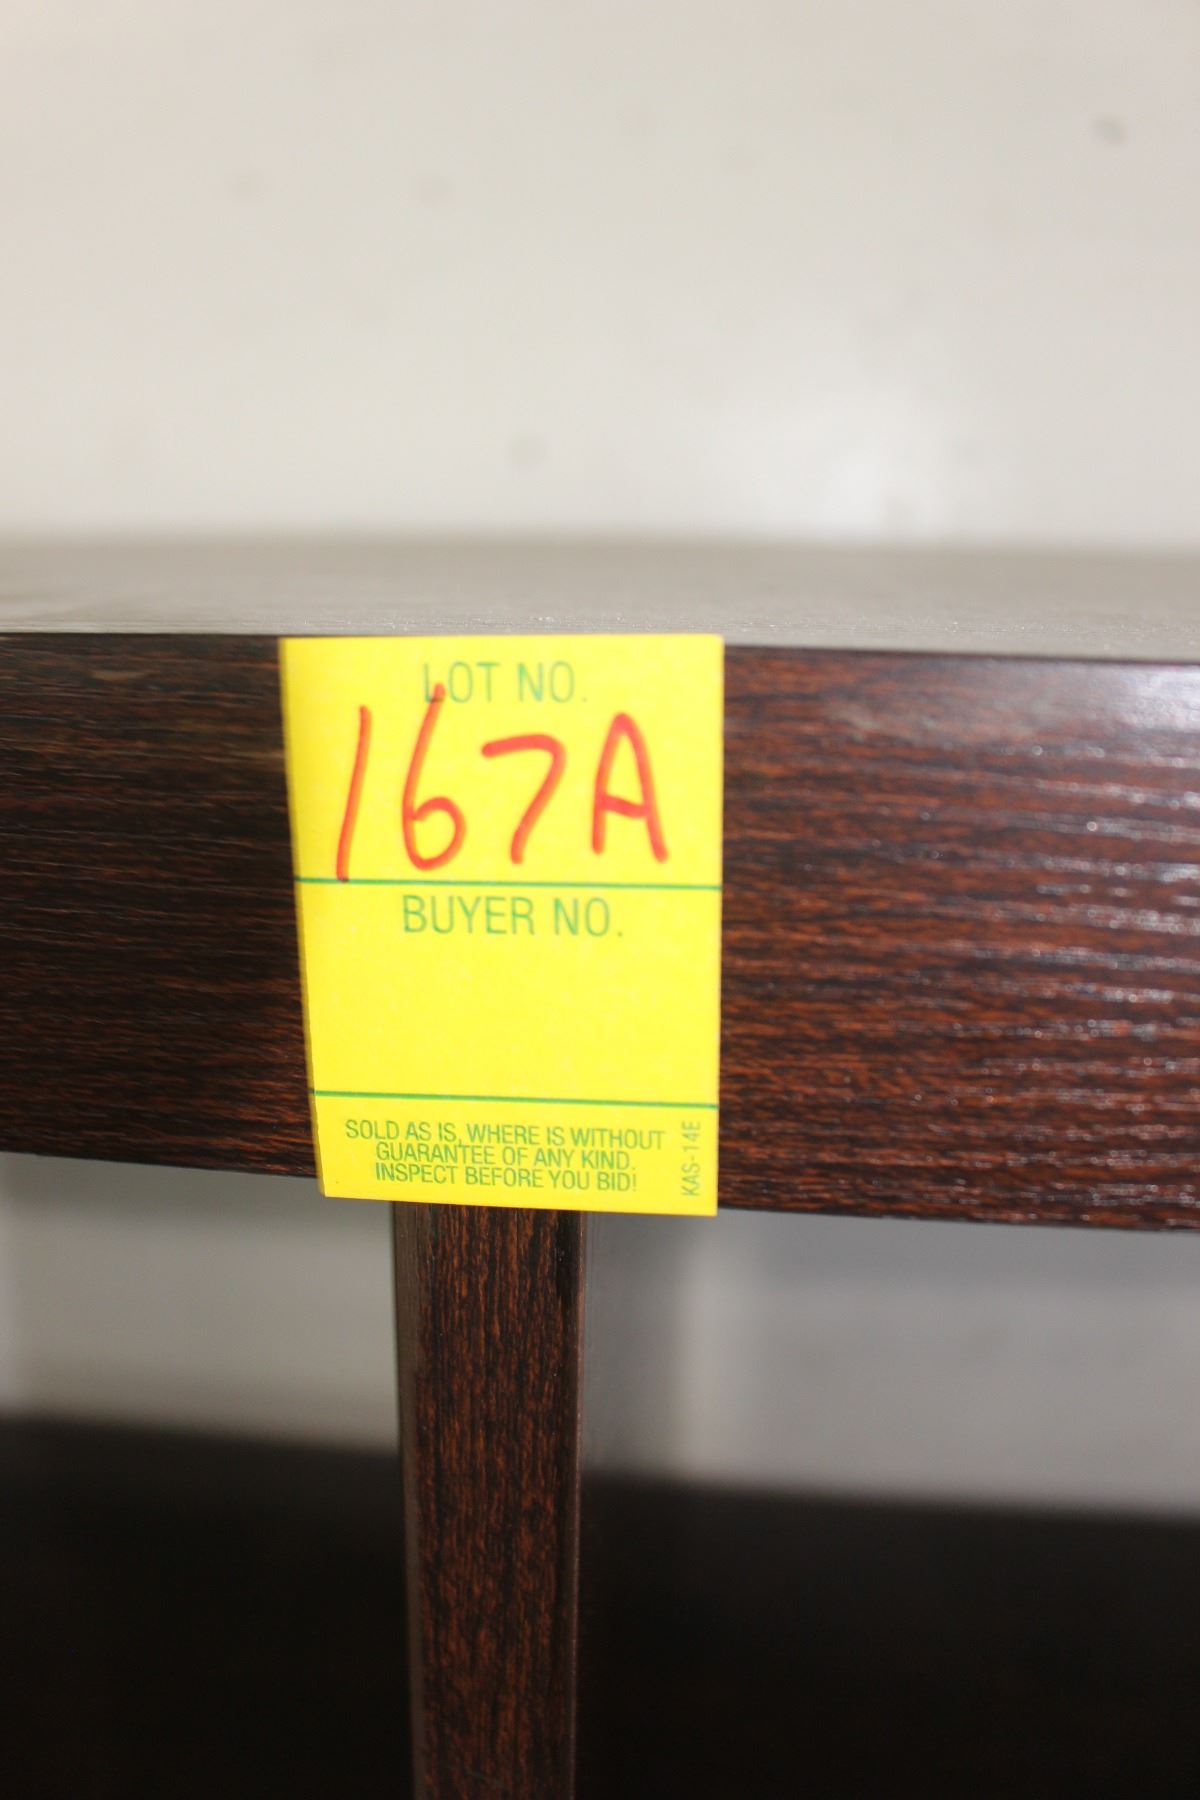 LOT NO.
167A
BUYER NO.
SOLD AS IS, WHERE IS WITHOUT
GUARANTEE OF ANY KIND.
INSPECT BEFORE YOU BID!
KAS-14E